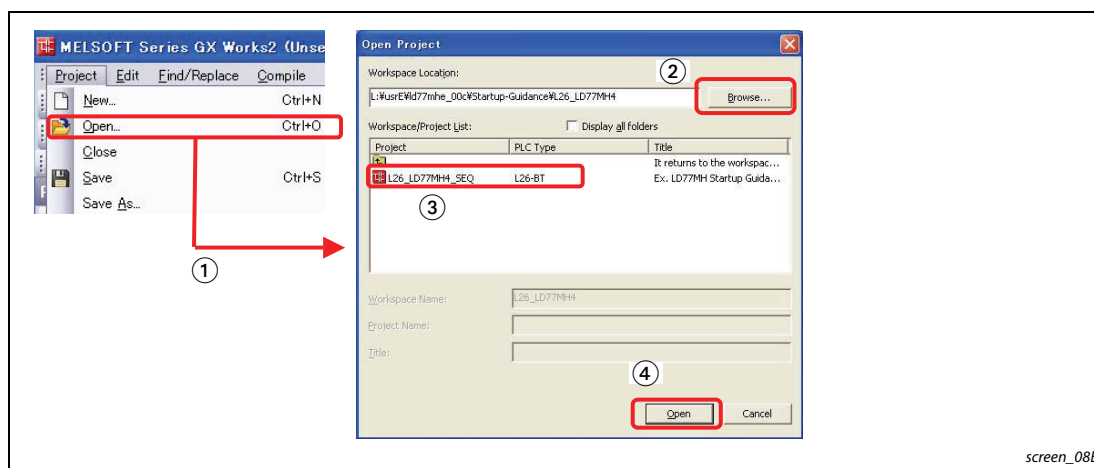 MELSOFT Series GX Works2 (Unse
Project Edit Find/Replace Compile
New... Ctrl+N
Open... Ctrl+O
Close
Save Ctrl+S
Save As...
①
Open Project
Workspace Location:
②
L:¥usrE¥ld77mhe_00c¥Startup-Guidance¥L26_LD77MH4
Browse...
Workspace/Project List:
Display all folders
Project PLC Type Title
It returns to the workspac...
L26_LD77MH4_SEQ L26-BT Ex. LD77MH Startup Guida...
③
Workspace Name: L26_LD77MH4
Project Name:
Title:
④
Open Cancel